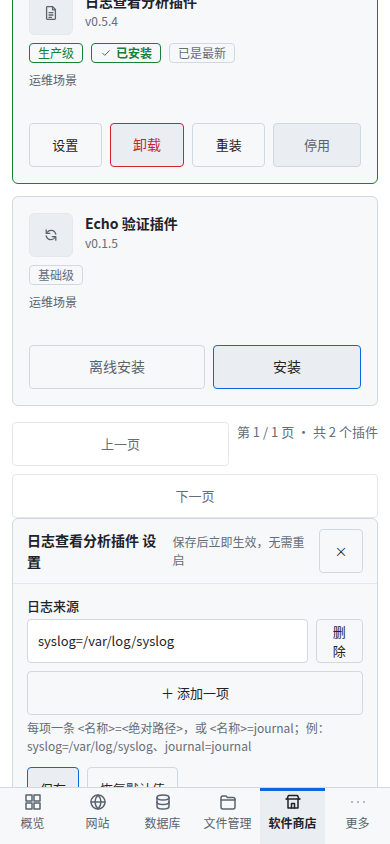 日志查看分析插件
v0.5.4
生产级
已安装
已是最新
运维场景
设置
卸载
重装
停用
Echo 验证插件
v0.1.5
基础级
运维场景
离线安装
安装
上一页
第 1 / 1 页 · 共 2 个插件
下一页
日志查看分析插件 设
置
保存后立即生效，无需重
启
×
日志来源
syslog=/var/log/syslog
删
除
＋ 添加一项
每项一条 <名称>=<绝对路径>，或 <名称>=journal；例：
syslog=/var/log/syslog、journal=journal
保存
恢复默认值
概览
网站
数据库
文件管理
软件商店
更多